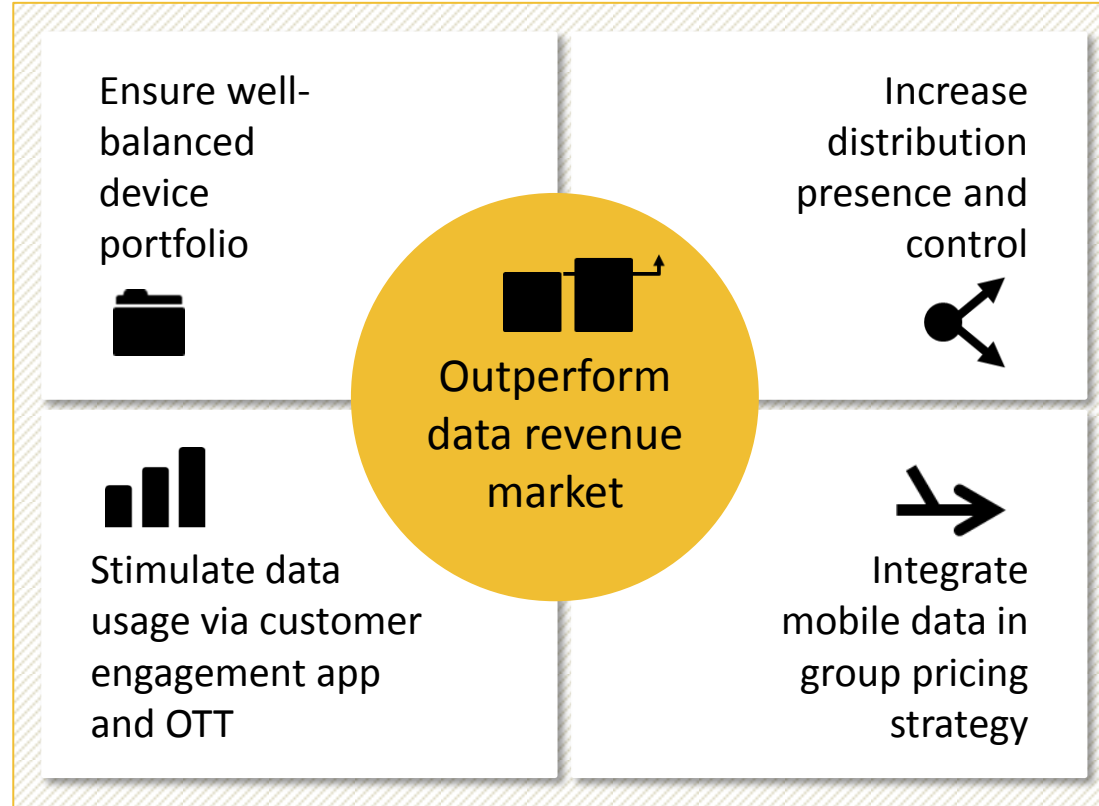 Ensure well-
balanced
device
portfolio
Increase
distribution
presence and
control
Outperform
data revenue
market
Stimulate data
usage via customer
engagement app
and OTT
Integrate
mobile data in
group pricing
strategy